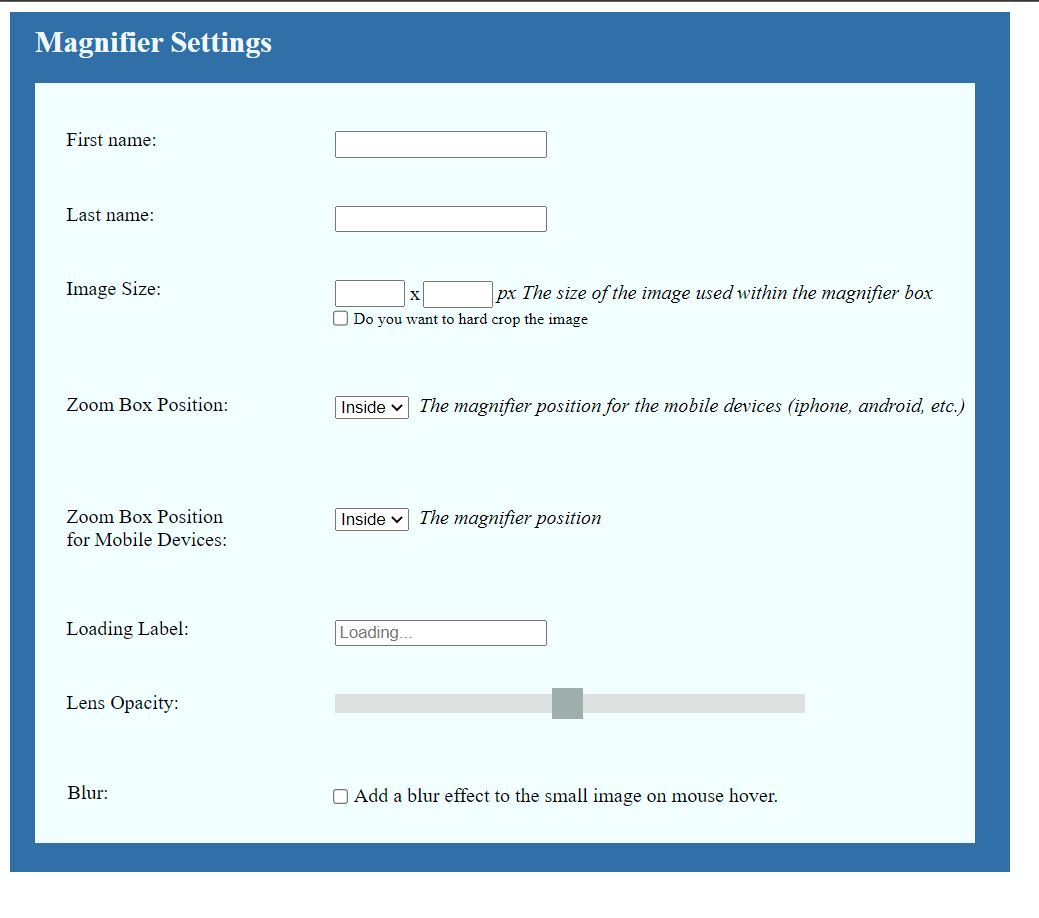 Magnifier Settings
First name:
Last name:
Image Size: x px The size of the image used within the magnifier box
Do you want to hard crop the image
Zoom Box Position: Inside The magnifier position for the mobile devices (iphone, android, etc.)
Zoom Box Position Inside The magnifier position
for Mobile Devices:
Loading Label: Loading...
Lens Opacity:
Blur: Add a blur effect to the small image on mouse hover.